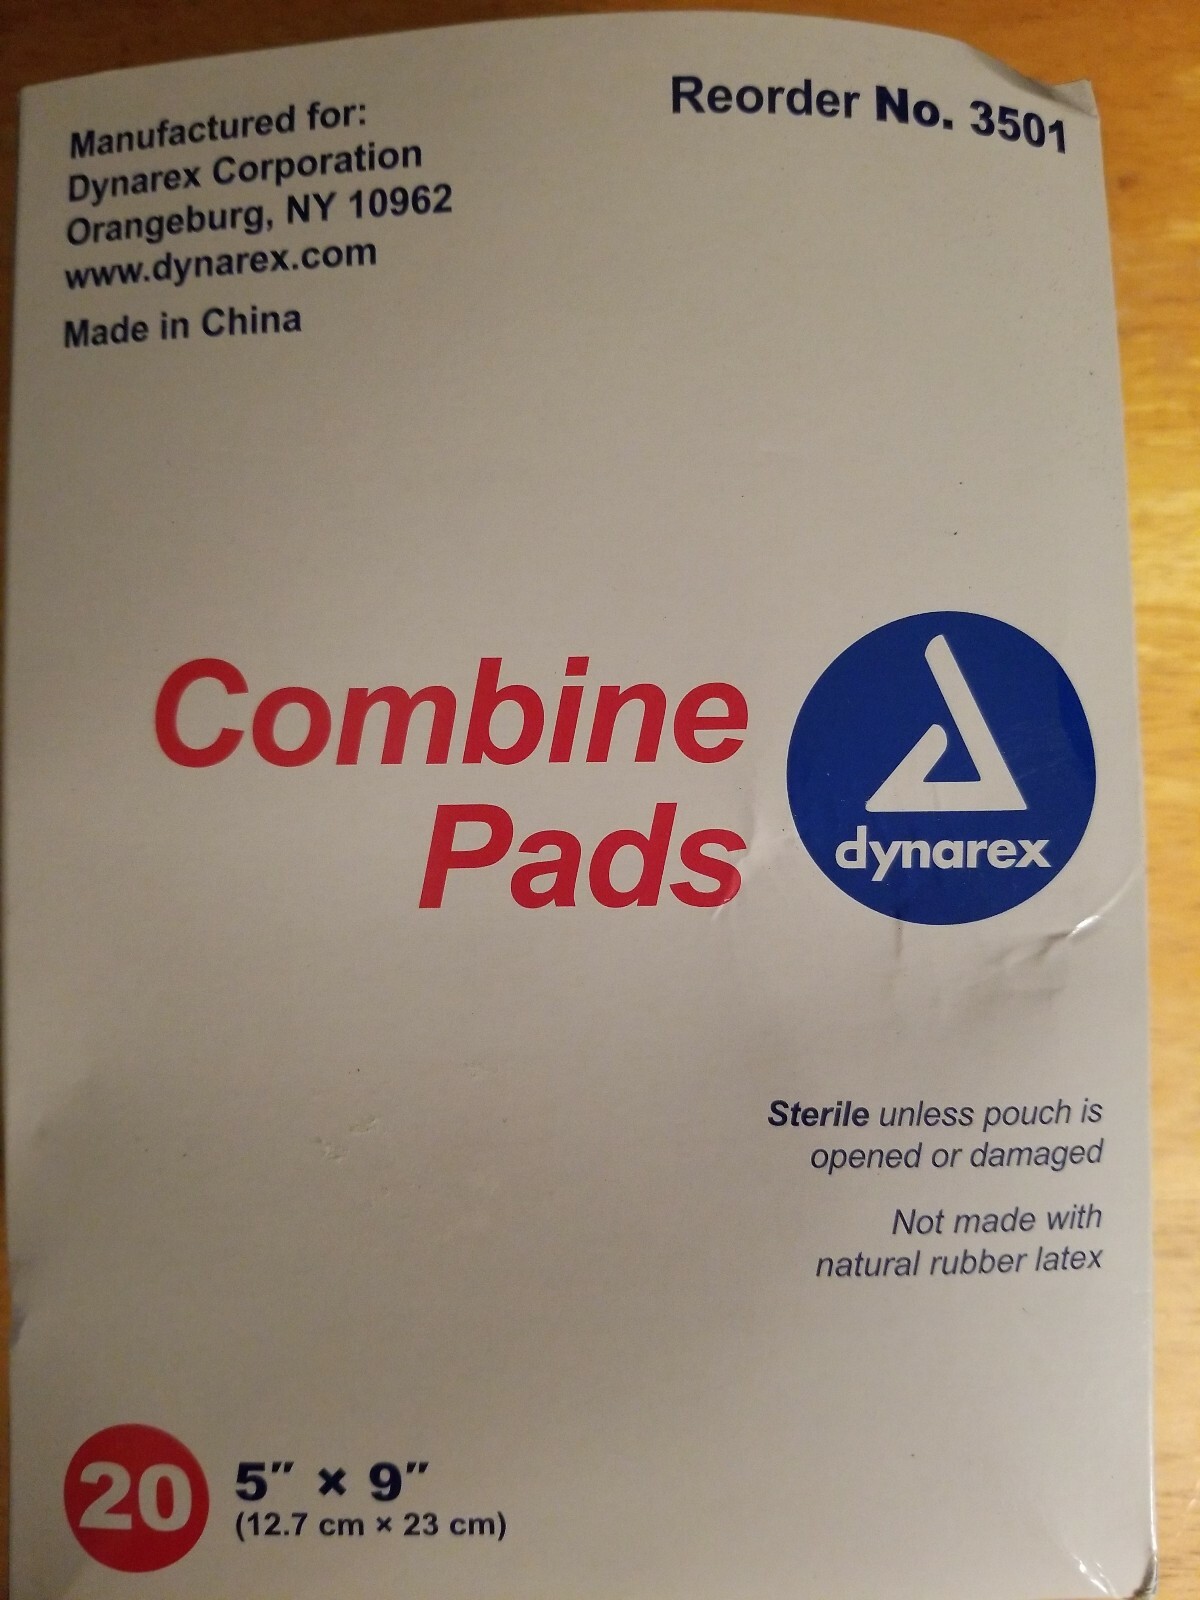 Manufactured for:
Dynarex Corporation
Orangeburg, NY 10962
www.dynarex.com
Made in China
Reorder No. 3501
Combine
Pads
dynarex
Sterile unless pouch is
opened or damaged
Not made with
natural rubber latex
20
5" × 9"
(12.7 cm × 23 cm)